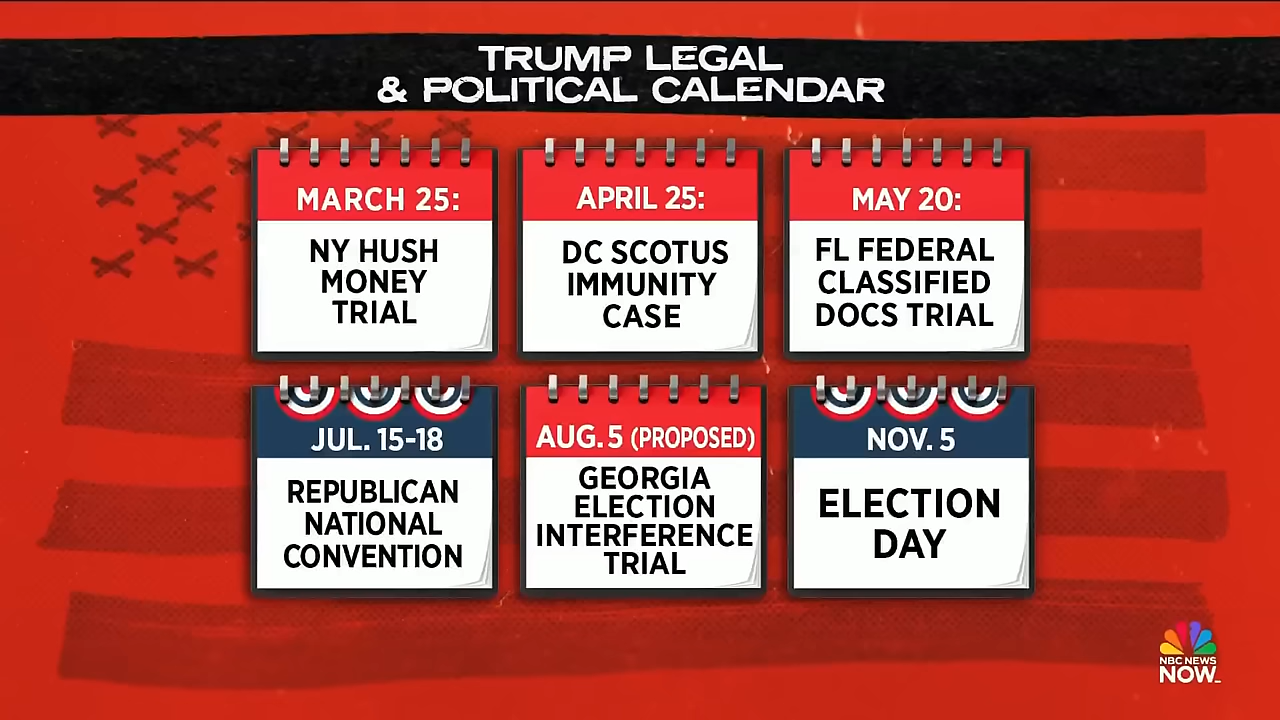 TRUMP LEGAL
& POLITICAL CALENDAR
MARCH 25:
NY HUSH
MONEY
TRIAL
APRIL 25:
DC SCOTUS
IMMUNITY
CASE
MAY 20:
FL FEDERAL
CLASSIFIED
DOCS TRIAL
JUL. 15-18
REPUBLICAN
NATIONAL
CONVENTION
AUG. 5 (PROPOSED)
GEORGIA
ELECTION
INTERFERENCE
TRIAL
NOV. 5
ELECTION
DAY
NBC NEWS
NOW_